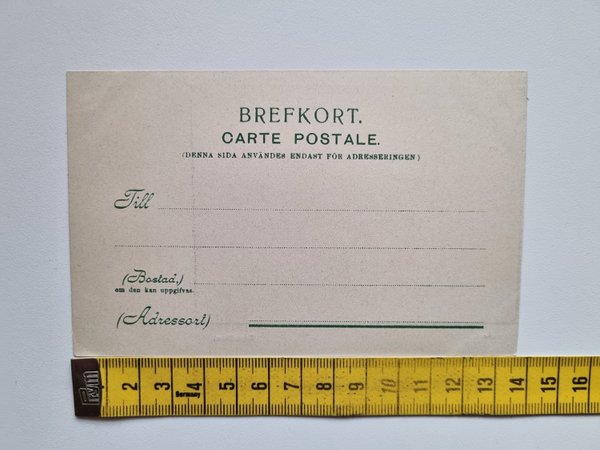 BREFKORT.
CARTE POSTALE.
(DENNA SIDA ANVÄNDES ENDAST FÖR ADRESSERINGEN)
Till
(Bostad,)
om den kan uppgifvas.
(Adressort)
2 3 4 5 6 7 8 9 10 11 12 13 14 15 16
Germany